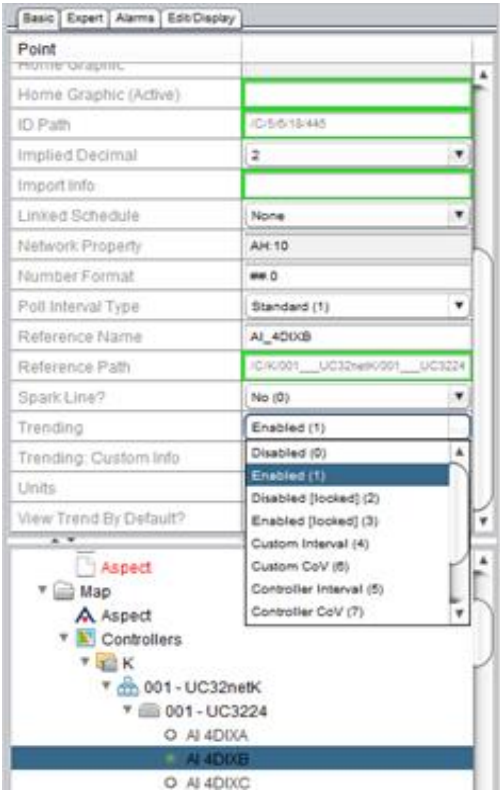 Basic Expert Alarms Edit/Display
Point
Home Graphic
Home Graphic (Active)
ID Path /C/5/6/18/445
Implied Decimal 2
Import Info
Linked Schedule None
Network Property AH:10
Number Format ##.0
Poll Interval Type Standard (1)
Reference Name AI_4DIXB
Reference Path /C/K/001___UC32netK/001___UC3224
Spark Line? No (0)
Trending Enabled (1)
Trending: Custom Info Disabled (0)
Enabled (1)
Units Disabled [locked] (2)
Enabled [locked] (3)
View Trend By Default?
Custom Interval (4)
Custom CoV (6)
Controller Interval (5)
Controller CoV (7)
Aspect
Map
Aspect
Controllers
K
001 - UC32netK
001 - UC3224
AI 4DIXA
AI 4DIXB
AI 4DIXC